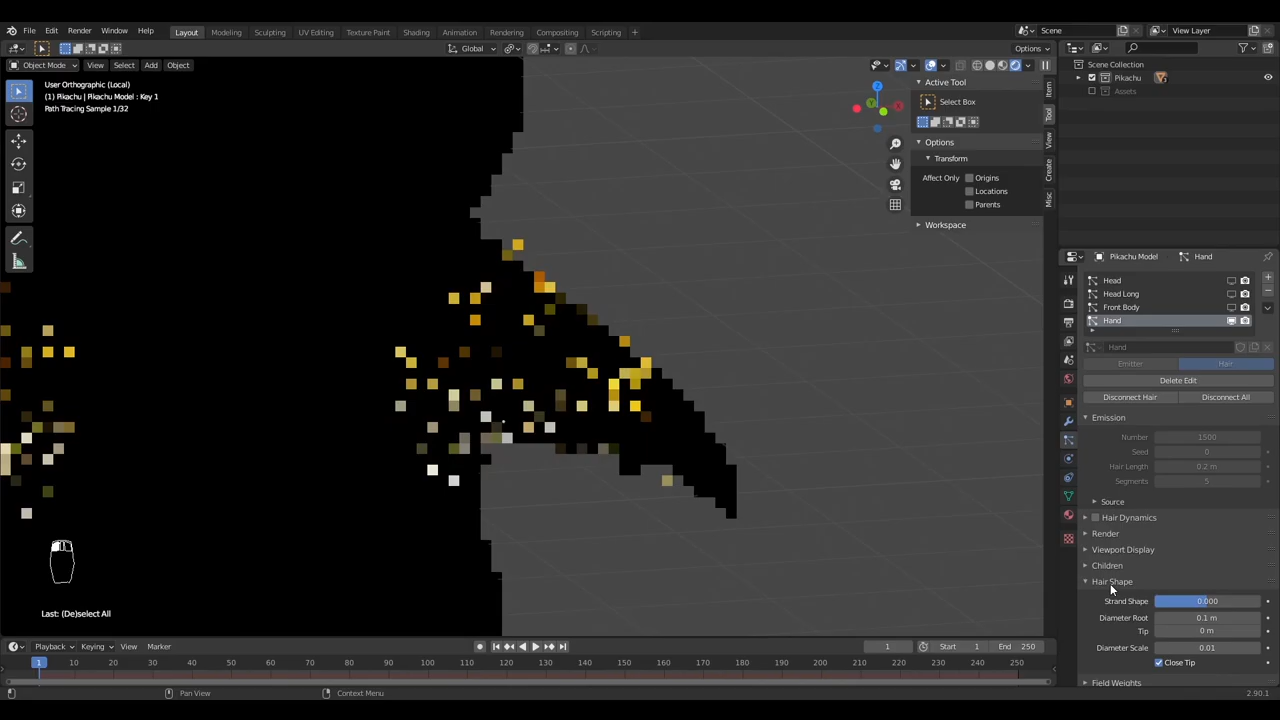 File Edit Render Window Help
Layout Modeling Sculpting UV Editing Texture Paint Shading Animation Rendering Compositing Scripting +
Scene
View Layer
Global
Options
Object Mode View Select Add Object
User Orthographic (Local)
(1) Pikachu | Pikachu Model : Key 1
Path Tracing Sample 1/32
Z
X
Y
Item
Tool
View
Create
Misc
Active Tool
Select Box
Options
Transform
Affect Only Origins
Locations
Parents
Workspace
Scene Collection
Pikachu
Assets
Pikachu Model Hand
Head
Head Long
Front Body
Hand
Hand
Emitter Hair
Delete Edit
Disconnect Hair Disconnect All
Emission
Number 1500
Seed 0
Hair Length 0.2 m
Segments 5
Source
Hair Dynamics
Render
Viewport Display
Children
Hair Shape
Strand Shape 0.000
Diameter Root 0.1 m
Tip 0 m
Diameter Scale 0.01
Close Tip
Field Weights
Last: (De)select All
Playback Keying View Marker
1 Start 1 End 250
1 10 20 30 40 50 60 70 80 90 100 110 120 130 140 150 160 170 180 190 200 210 220 230 240 250
Pan View Context Menu 2.90.1